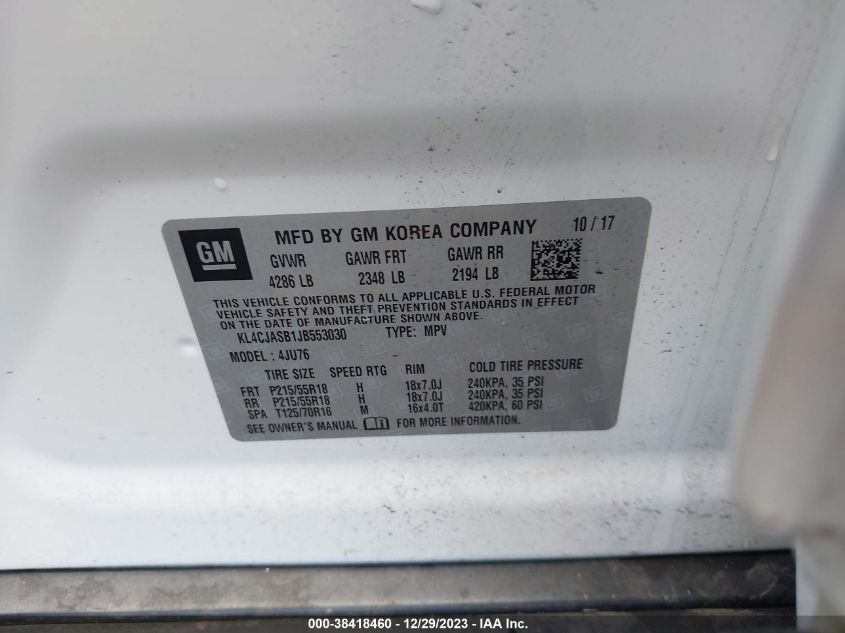 GM
MFD BY GM KOREA COMPANY 10 / 17
GVWR GAWR FRT GAWR RR
4286 LB 2348 LB 2194 LB
THIS VEHICLE CONFORMS TO ALL APPLICABLE U.S. FEDERAL MOTOR
VEHICLE SAFETY AND THEFT PREVENTION STANDARDS IN EFFECT
ON THE DATE OF MANUFACTURE SHOWN ABOVE.
KL4CJASB1JB553030 TYPE: MPV
MODEL : 4JU76
TIRE SIZE SPEED RTG RIM COLD TIRE PRESSURE
FRT P215/55R18 H 18x7.0J 240KPA, 35 PSI
RR P215/55R18 H 18x7.0J 240KPA, 35 PSI
SPA T125/70R16 M 16x4.0T 420KPA, 60 PSI
SEE OWNER'S MANUAL FOR MORE INFORMATION.
000-38418460 - 12/29/2023 - IAA Inc.